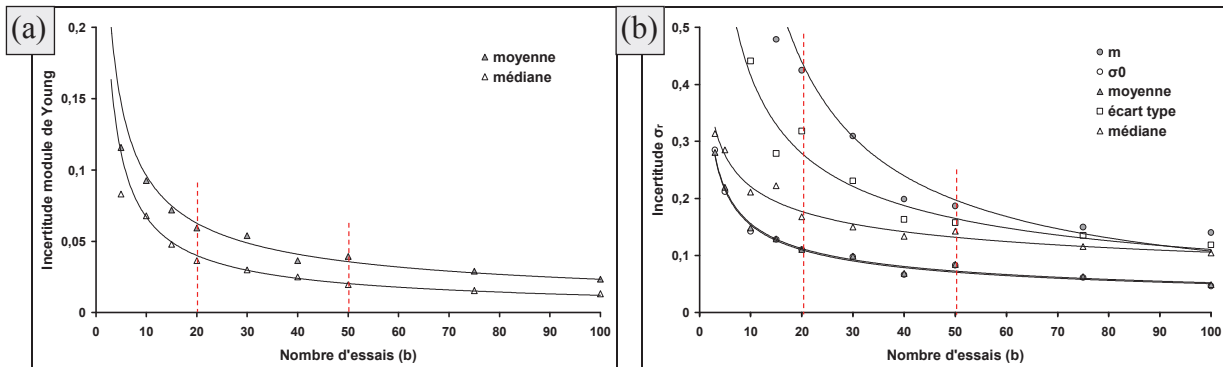 (a)
0,2
0,15
0,1
0,05
0
Incertitude module de Young
moyenne
médiane
0 10 20 30 40 50 60 70 80 90 100
Nombre d'essais (b)
(b)
0,5
0,4
0,3
0,2
0,1
0
Incertitude σr
m
σ0
moyenne
écart type
médiane
0 10 20 30 40 50 60 70 80 90 100
Nombre d'essais (b)